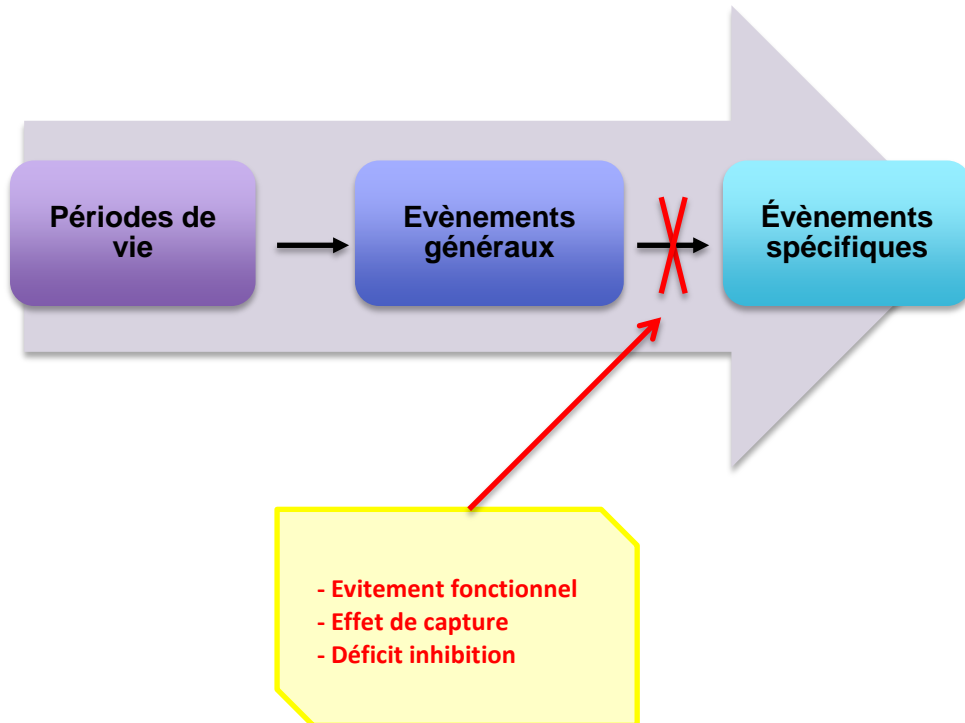 Périodes de
vie
Evènements
généraux
Évènements
spécifiques
- Evitement fonctionnel
- Effet de capture
- Déficit inhibition